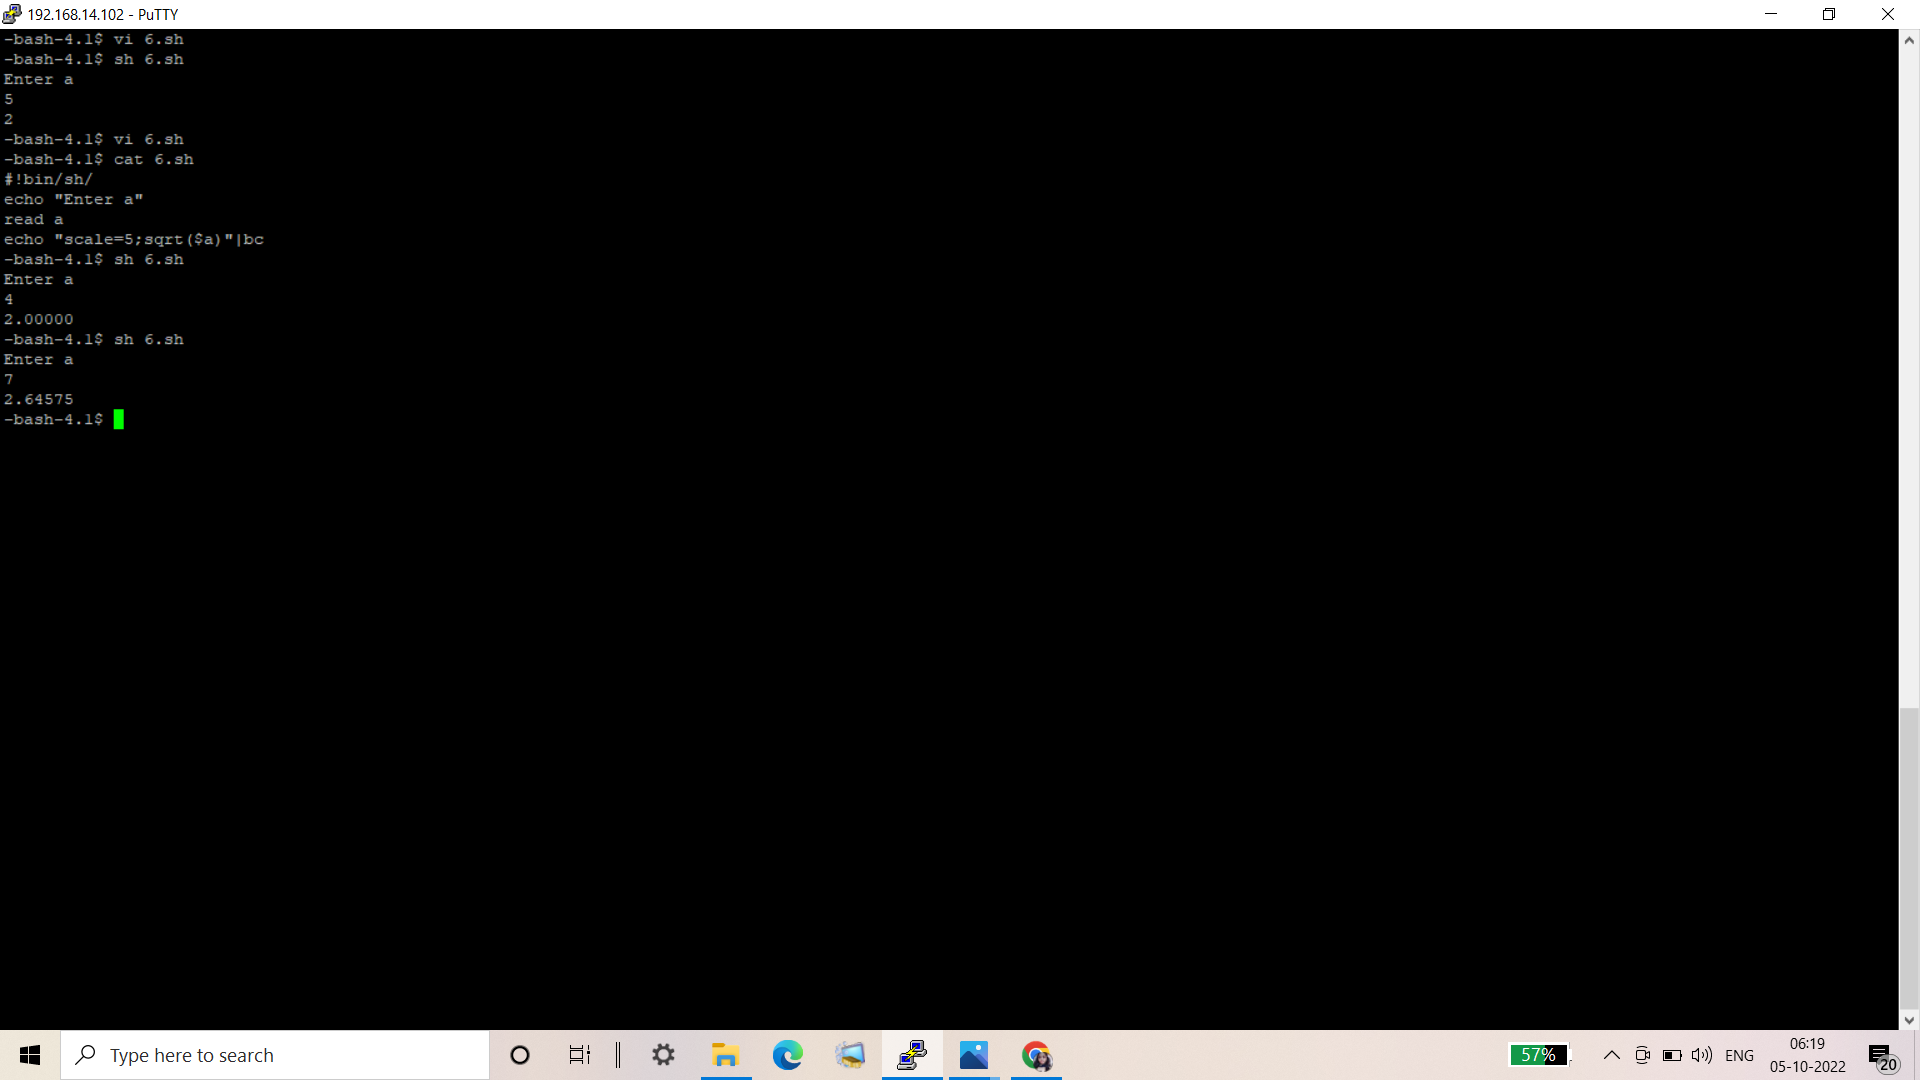 192.168.14.102 - PuTTY
-bash-4.1$ vi 6.sh
-bash-4.1$ sh 6.sh
Enter a
5
2
-bash-4.1$ vi 6.sh
-bash-4.1$ cat 6.sh
#!bin/sh/
echo "Enter a"
read a
echo "scale=5;sqrt($a)"|bc
-bash-4.1$ sh 6.sh
Enter a
4
2.00000
-bash-4.1$ sh 6.sh
Enter a
7
2.64575
-bash-4.1$
Type here to search
57%
ENG
06:19
05-10-2022
20